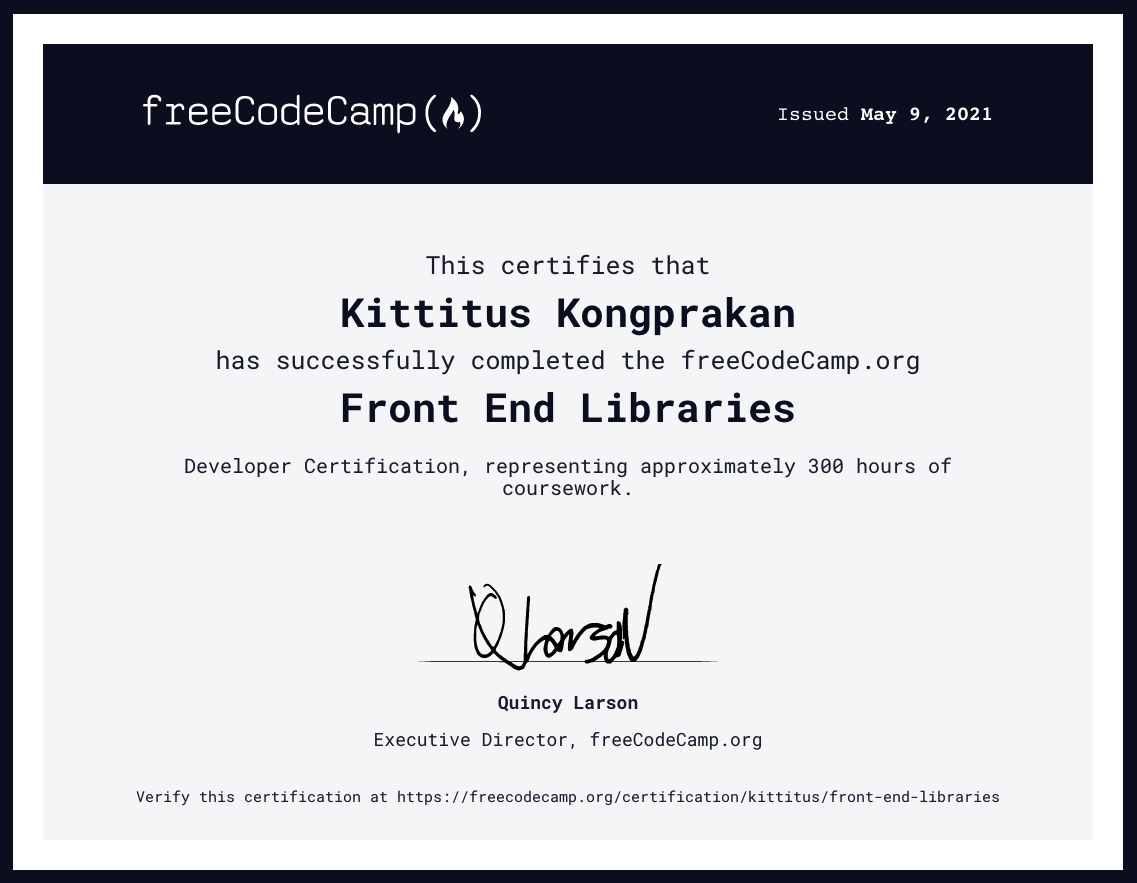 freeCodeCamp()
Issued May 9, 2021
This certifies that
Kittitus Kongprakan
has successfully completed the freeCodeCamp.org
Front End Libraries
Developer Certification, representing approximately 300 hours of
coursework.
Q Larson
Quincy Larson
Executive Director, freeCodeCamp.org
Verify this certification at https://freecodecamp.org/certification/kittitus/front-end-libraries